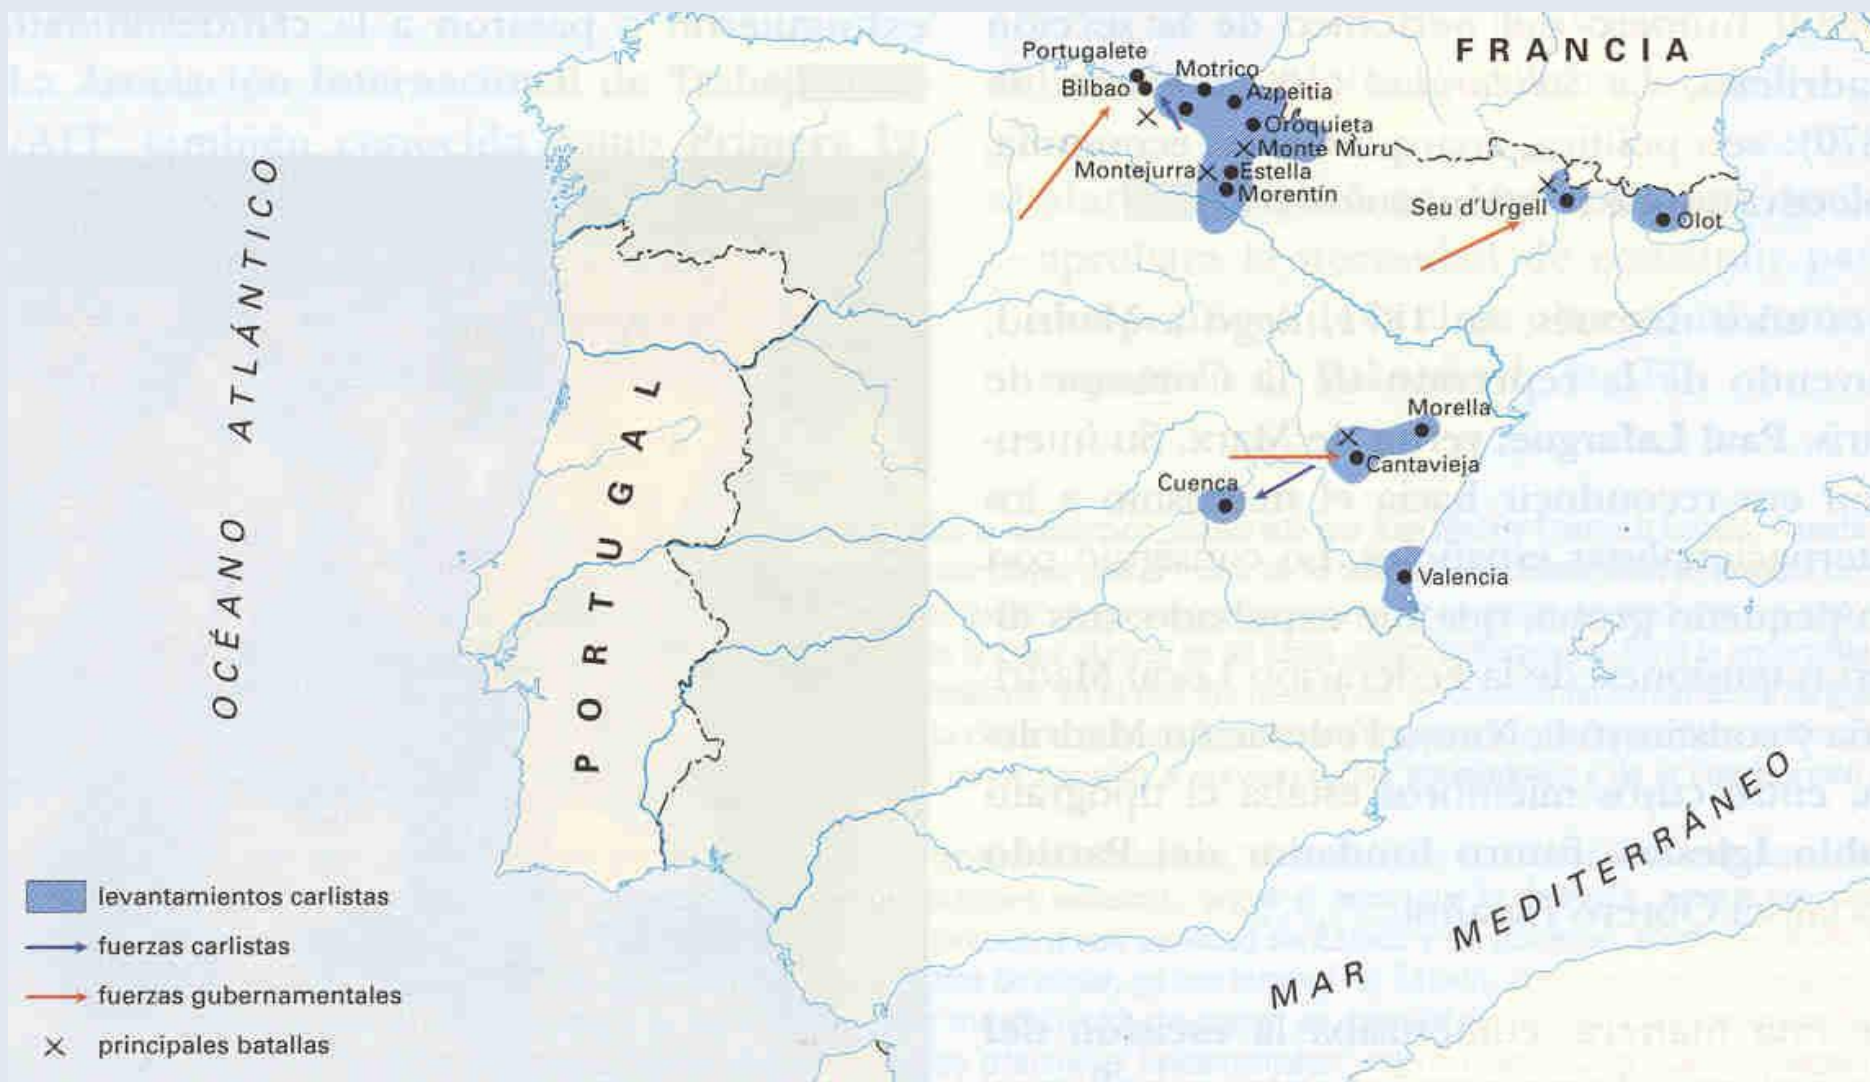 FRANCIA
Portugalete
Motrico
Bilbao
Azpeitia
Oroquieta
Monte Muru
Montejurra
Estella
Morentín
Seu d'Urgell
Olot
OCÉANO ATLÁNTICO
PORTUGAL
Morella
Cantavieja
Cuenca
Valencia
MAR MEDITERRÁNEO
levantamientos carlistas
fuerzas carlistas
fuerzas gubernamentales
principales batallas